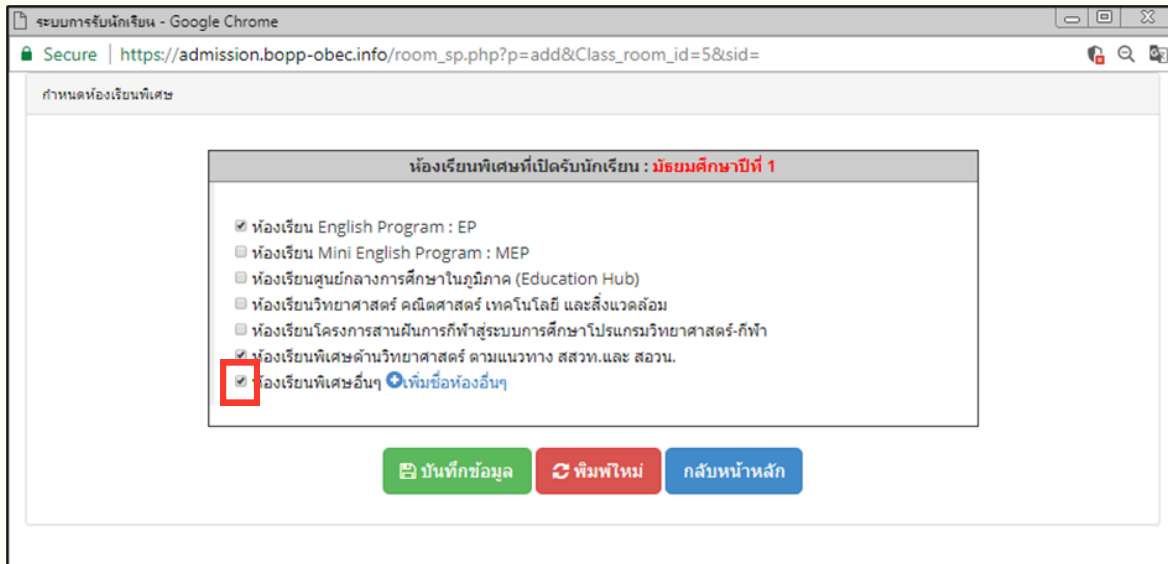 ระบบการรับนักเรียน - Google Chrome
Secure | https://admission.bopp-obec.info/room_sp.php?p=add&Class_room_id=5&sid=
กำหนดห้องเรียนพิเศษ
ห้องเรียนพิเศษที่เปิดรับนักเรียน : มัธยมศึกษาปีที่ 1
ห้องเรียน English Program : EP
ห้องเรียน Mini English Program : MEP
ห้องเรียนศูนย์กลางการศึกษาในภูมิภาค (Education Hub)
ห้องเรียนวิทยาศาสตร์ คณิตศาสตร์ เทคโนโลยี และสิ่งแวดล้อม
ห้องเรียนโครงการสานฝันการกีฬาสู่ระบบการศึกษาโปรแกรมวิทยาศาสตร์-กีฬา
ห้องเรียนพิเศษด้านวิทยาศาสตร์ ตามแนวทาง สสวท.และ สอวน.
ห้องเรียนพิเศษอื่นๆ เพิ่มชื่อห้องอื่นๆ
บันทึกข้อมูล พิมพ์ใหม่ กลับหน้าหลัก